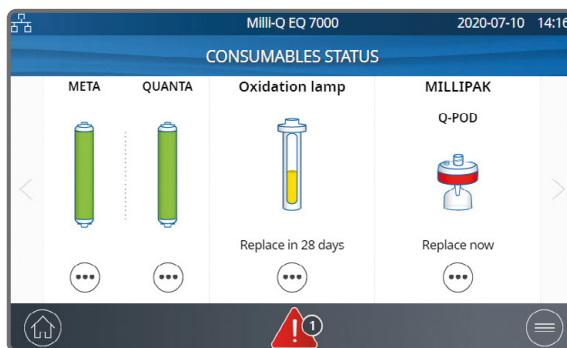 Milli-Q EQ 7000 2020-07-10 14:16
CONSUMABLES STATUS
META QUANTA Oxidation lamp MILLIPAK
Q-POD
Replace in 28 days Replace now
1